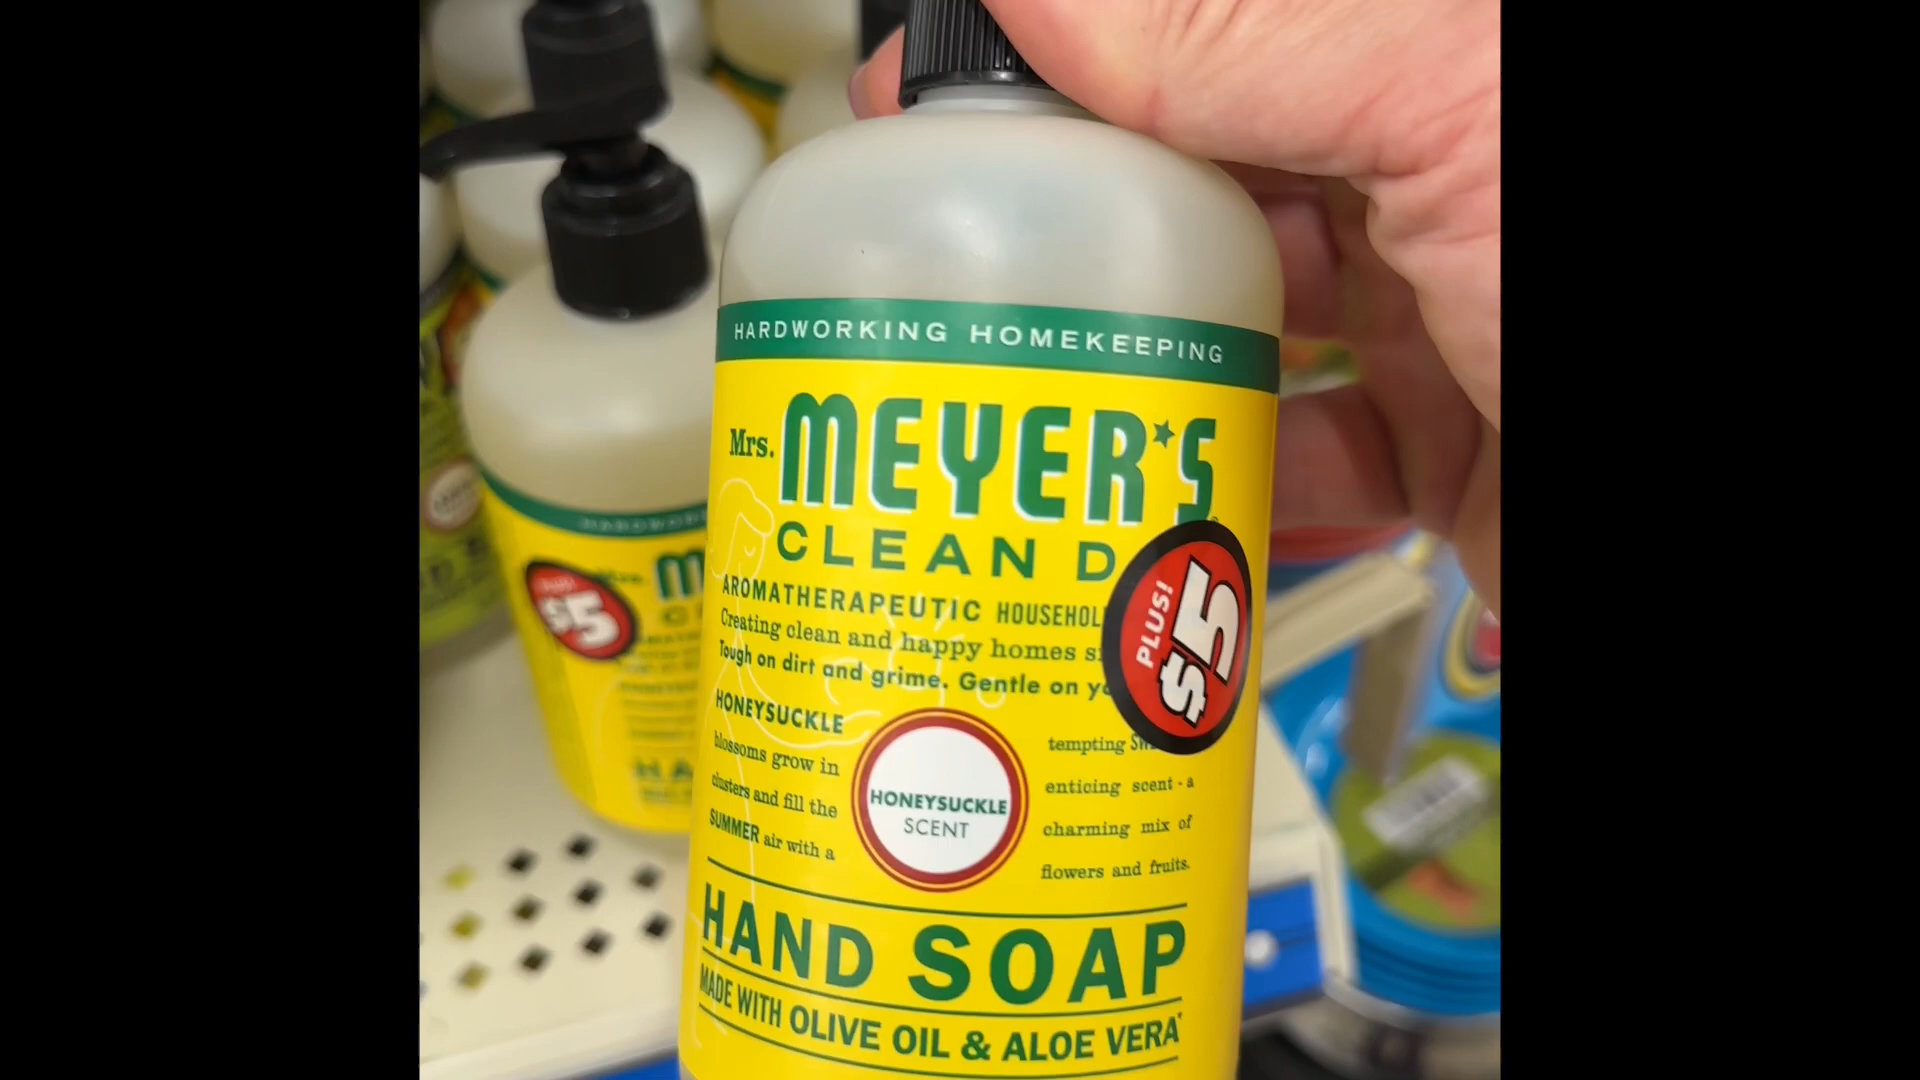 HARDWORKING HOMEKEEPING
Mrs. MEYER'S
CLEAN D
AROMATHERAPEUTIC HOUSEHOL
Creating clean and happy homes
Tough on dirt and grime. Gentle on
PLUS!
$5
HONEYSUCKLE
blossoms grow in
clusters and fill the
SUMMER air with a
HONEYSUCKLE
SCENT
tempting
enticing scent - a
charming mix of
flowers and fruits.
HAND SOAP
MADE WITH OLIVE OIL & ALOE VERA*
$5